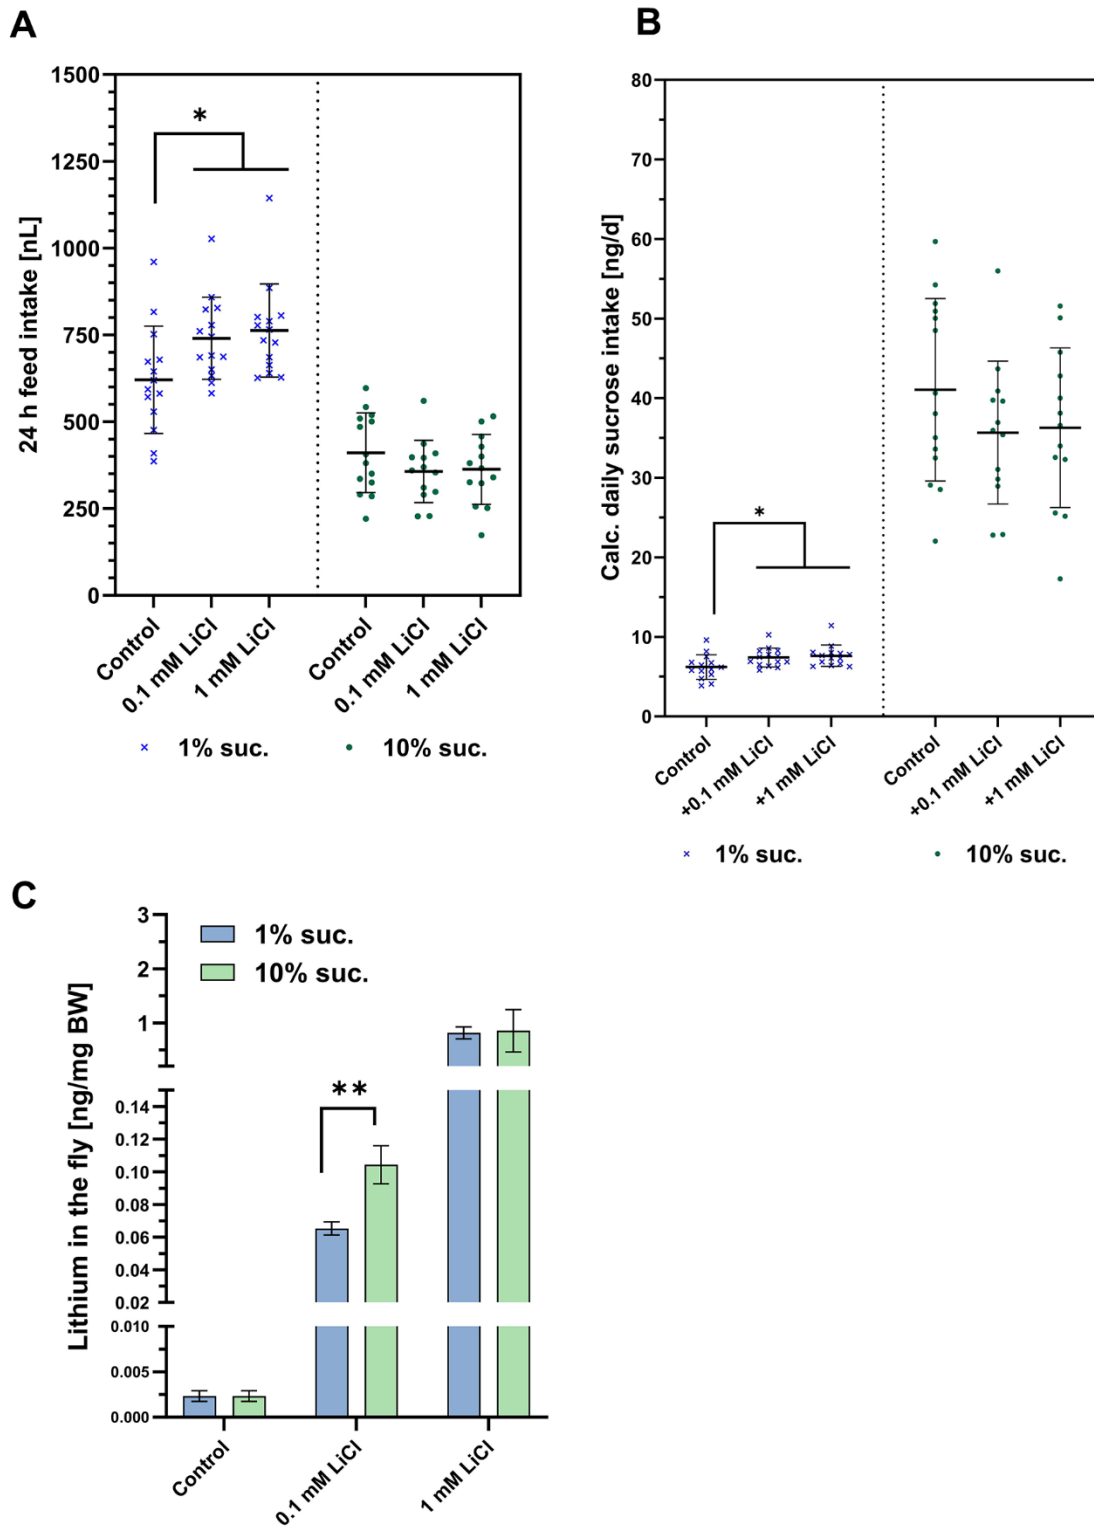 A
24 h feed intake [nL]
1500
1250
1000
750
500
250
0
*
Control
0.1 mM LiCl
1 mM LiCl
Control
0.1 mM LiCl
1 mM LiCl
× 1% suc.
• 10% suc.
B
Calc. daily sucrose intake [ng/d]
80
70
60
50
40
30
20
10
0
*
Control
+0.1 mM LiCl
+1 mM LiCl
Control
+0.1 mM LiCl
+1 mM LiCl
× 1% suc.
• 10% suc.
C
Lithium in the fly [ng/mg BW]
3
2
1
0.14
0.12
0.10
0.08
0.06
0.04
0.02
0.010
0.005
0.000
1% suc.
10% suc.
**
Control
0.1 mM LiCl
1 mM LiCl